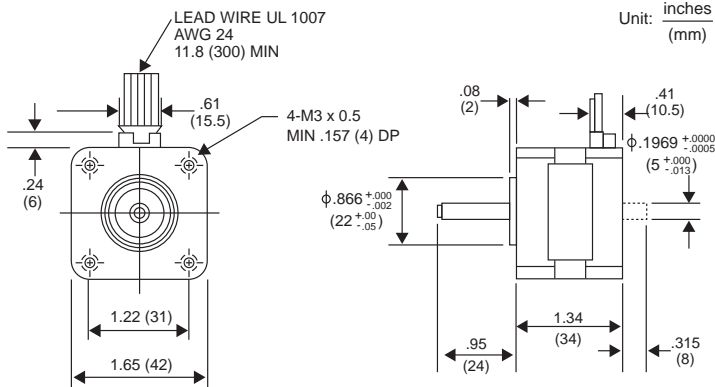 LEAD WIRE UL 1007
AWG 24
11.8 (300) MIN
Unit: inches
(mm)
.61
(15.5)
4-M3 x 0.5
MIN .157 (4) DP
.24
(6)
1.22 (31)
1.65 (42)
.08
(2)
.41
(10.5)
ϕ.1969 +.0000 -.0005
(5 +.000 -.013)
ϕ.866 +.000 -.002
(22 +.00 -.05)
.95
(24)
1.34
(34)
.315
(8)